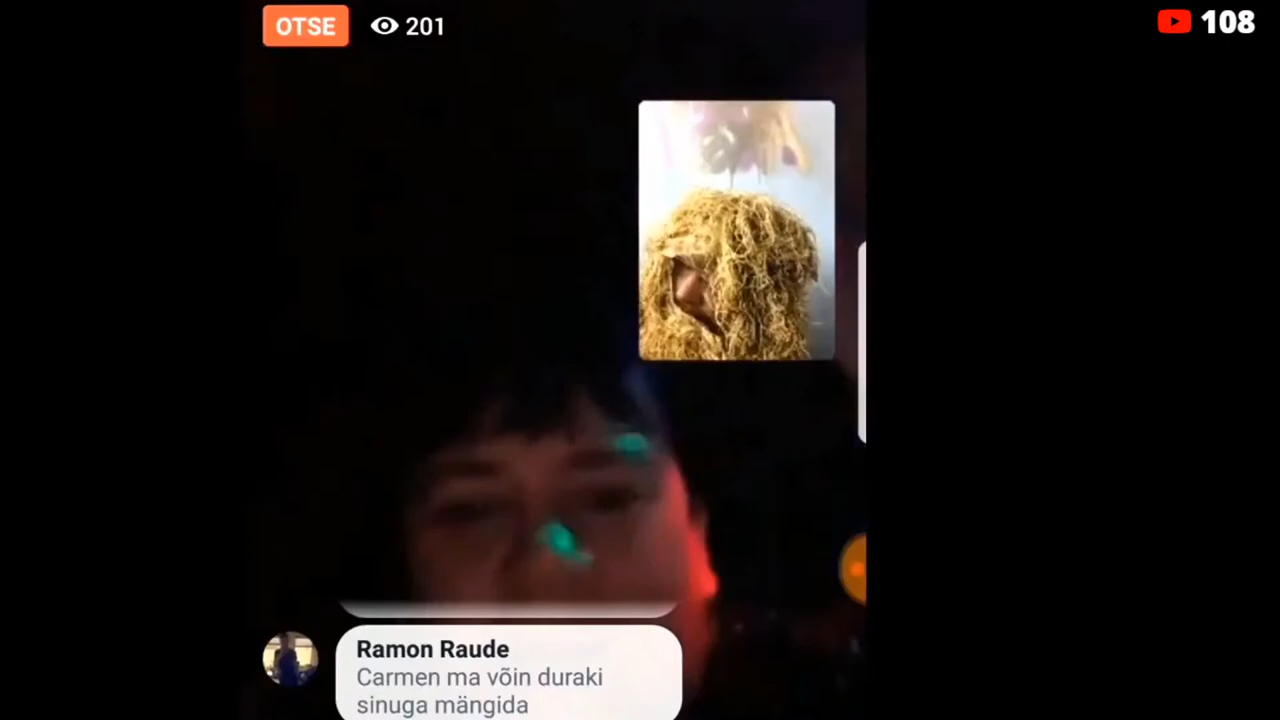 OTSE 201
108
Ramon Raude
Carmen ma võin duraki
sinuga mängida